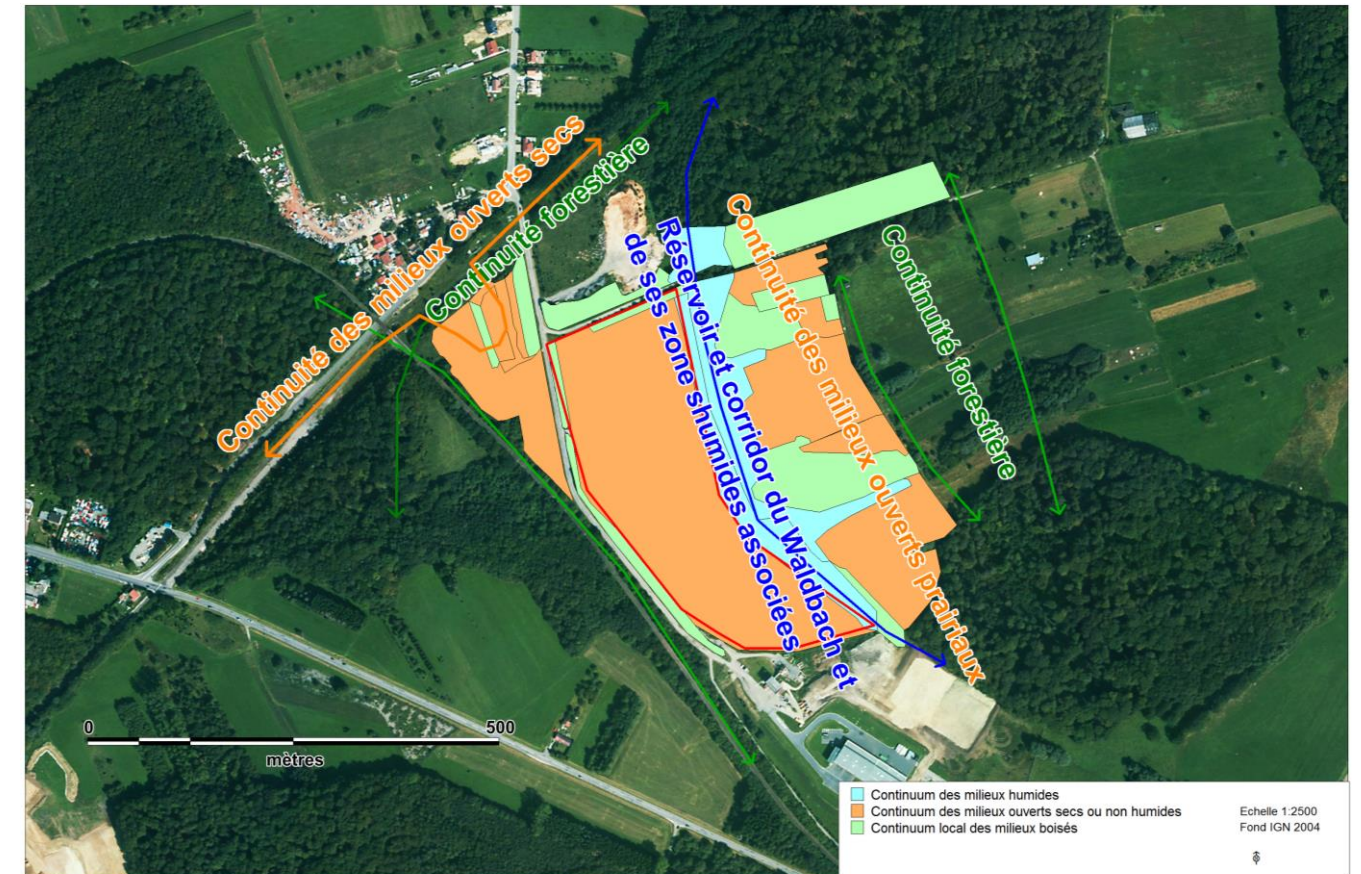 Continuité des milieux ouverts secs
Continuité forestière
Réservoir et corridor du Waldbach et
de ses zone shumides associées
Continuité des milieux ouverts prairiaux
Continuité forestière
0 500
mètres
Continuum des milieux humides
Continuum des milieux ouverts secs ou non humides
Continuum local des milieux boisés
Echelle 1:2500
Fond IGN 2004